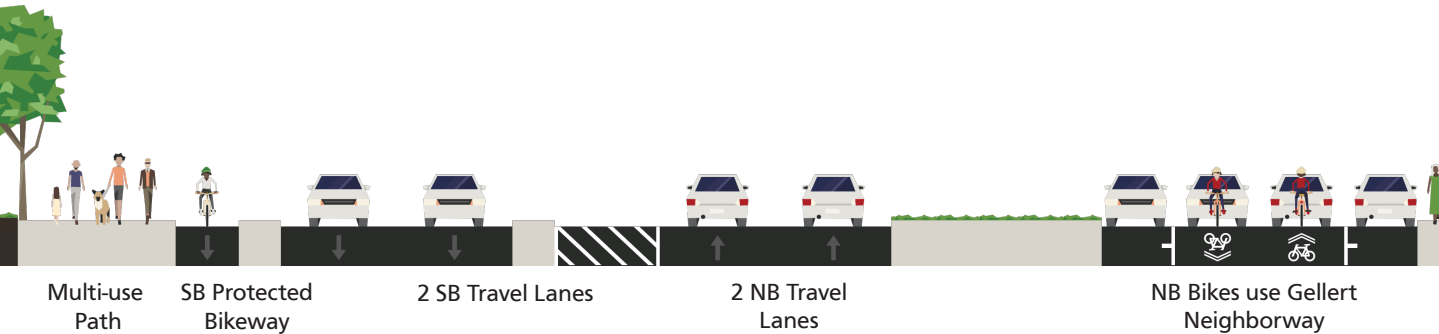 Multi-use
Path
SB Protected
Bikeway
2 SB Travel Lanes
2 NB Travel
Lanes
NB Bikes use Gellert
Neighborway